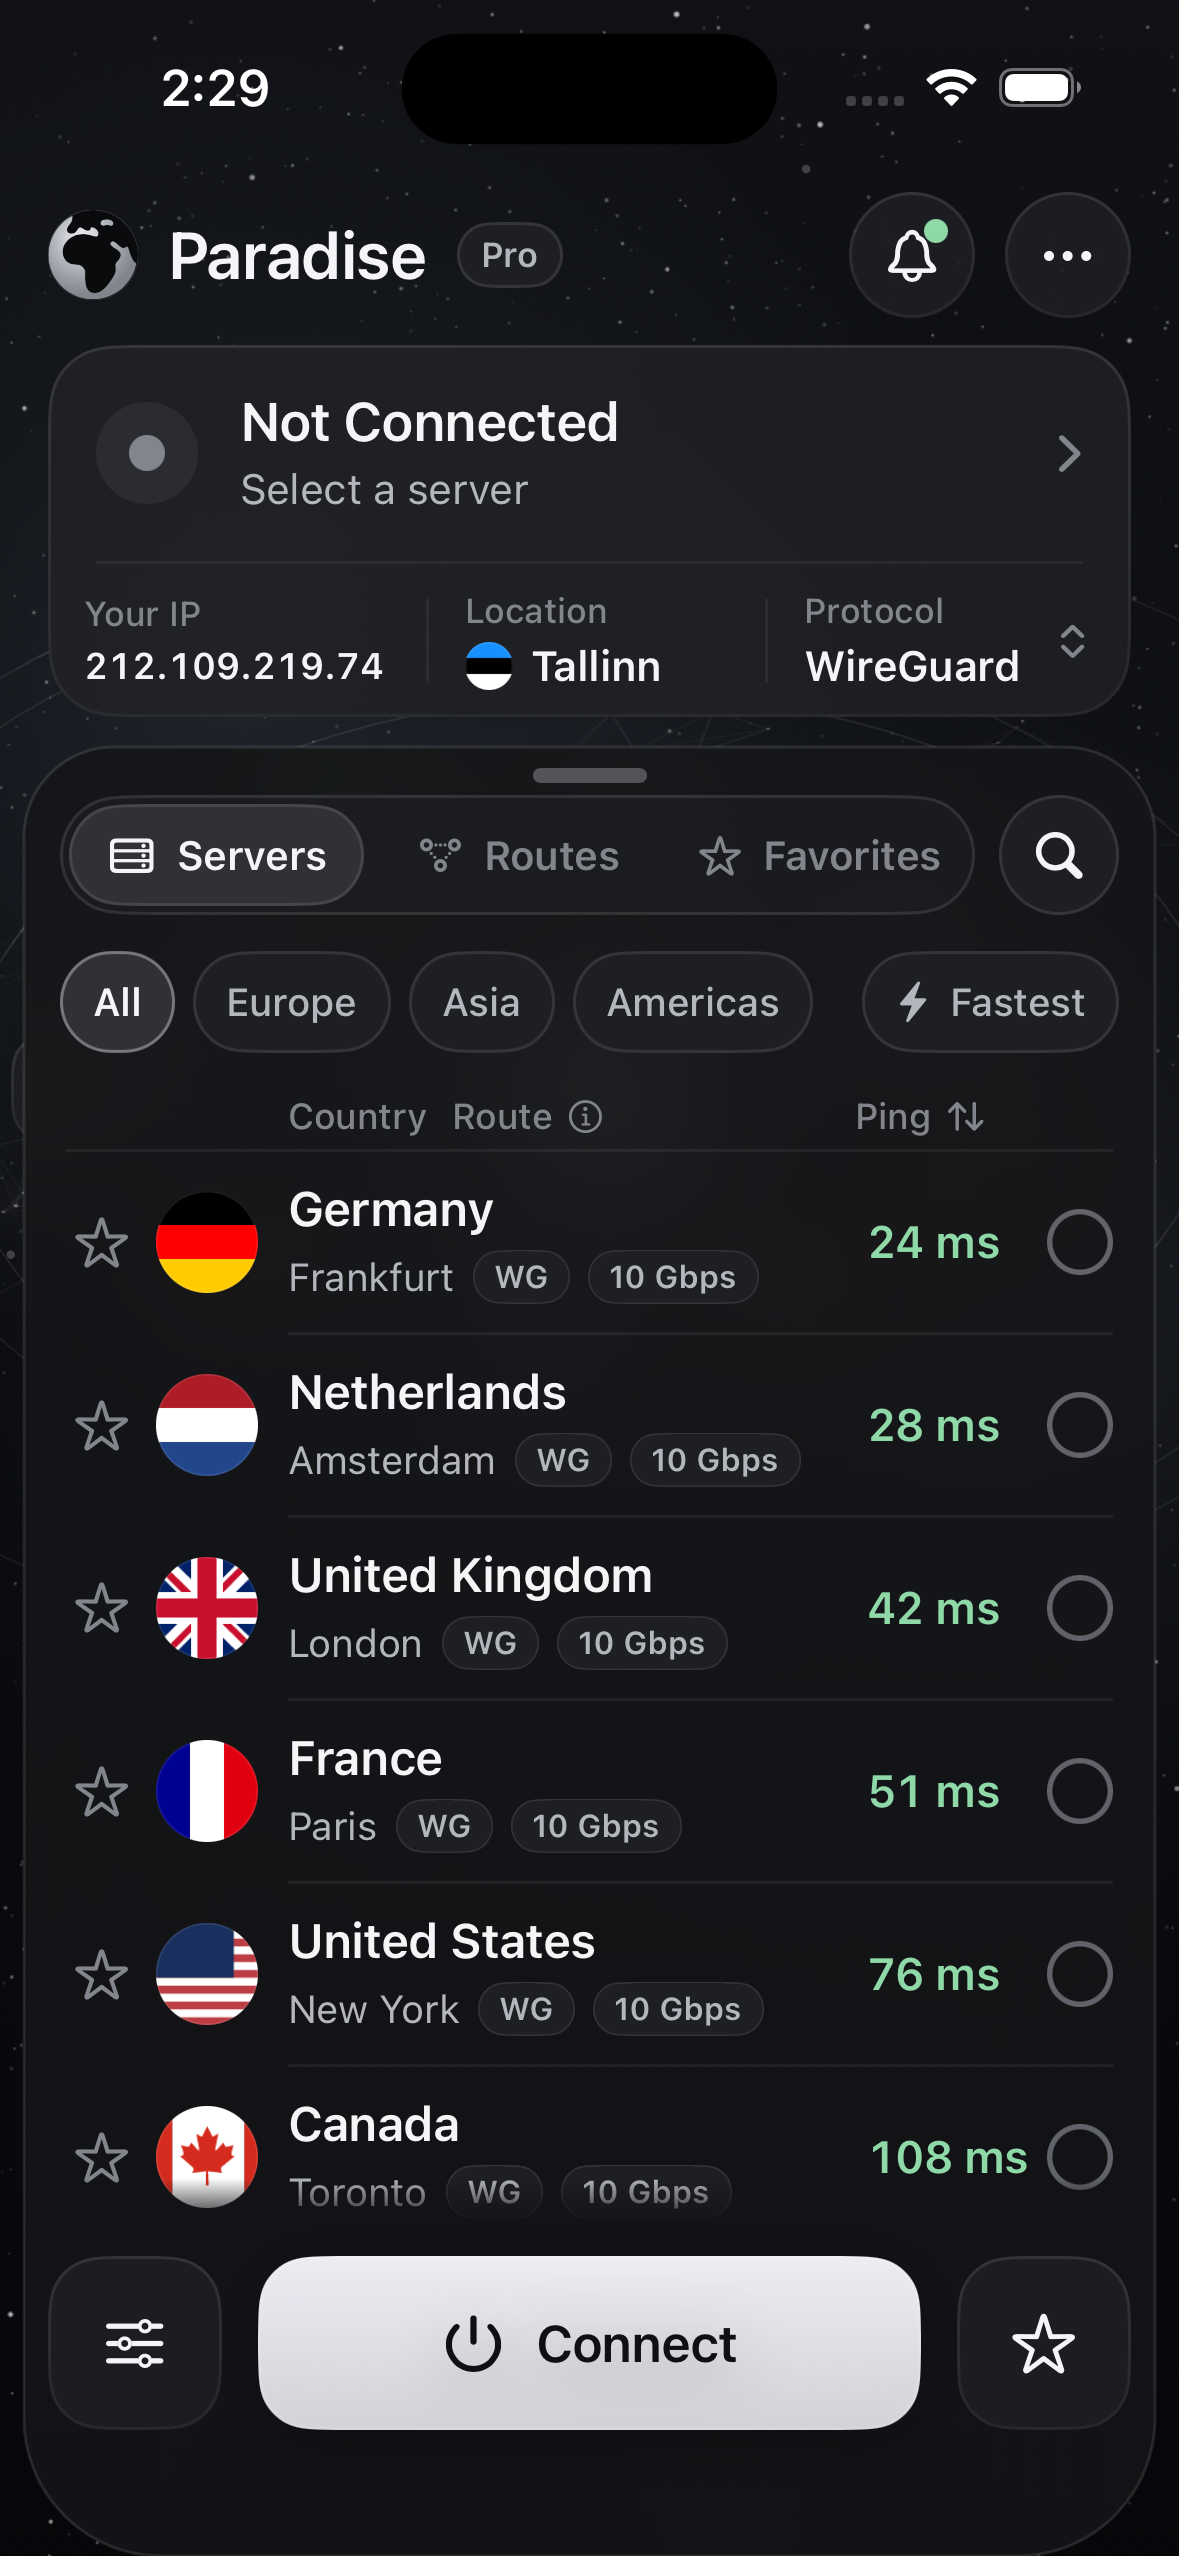 2:29
Paradise Pro
Not Connected
Select a server
Your IP Location Protocol
212.109.219.74 Tallinn WireGuard
Servers Routes Favorites
All Europe Asia Americas Fastest
Country Route Ping
Germany
Frankfurt WG 10 Gbps 24 ms
Netherlands
Amsterdam WG 10 Gbps 28 ms
United Kingdom
London WG 10 Gbps 42 ms
France
Paris WG 10 Gbps 51 ms
United States
New York WG 10 Gbps 76 ms
Canada
Toronto WG 10 Gbps 108 ms
Connect